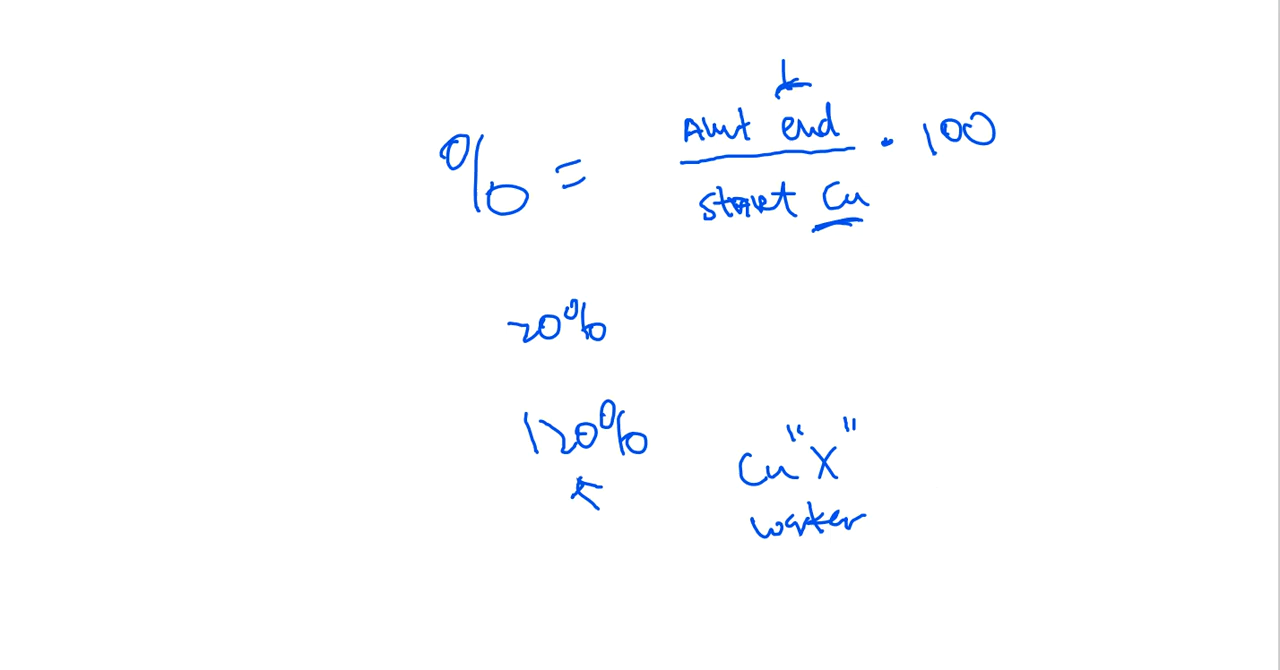 % = Amt end / start Cu · 100
20%
120%
Cu "X"
water